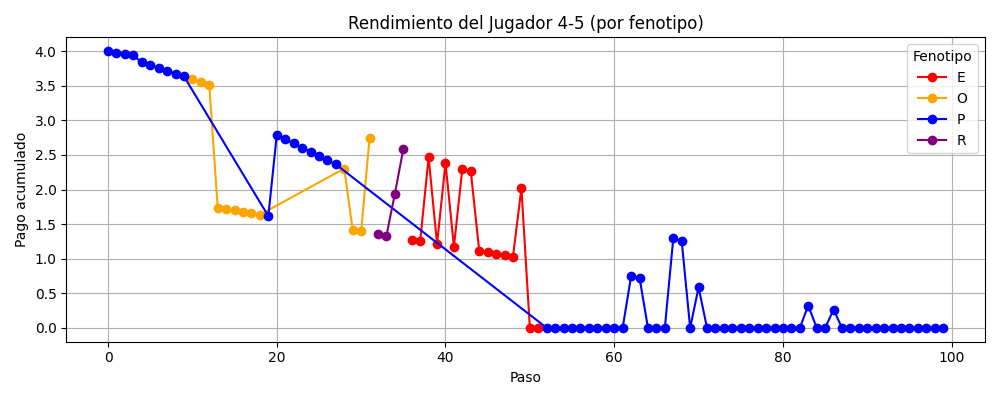 Rendimiento del Jugador 4-5 (por fenotipo)
Pago acumulado
4.0
3.5
3.0
2.5
2.0
1.5
1.0
0.5
0.0
Fenotipo
E
O
P
R
0 20 40 60 80 100
Paso